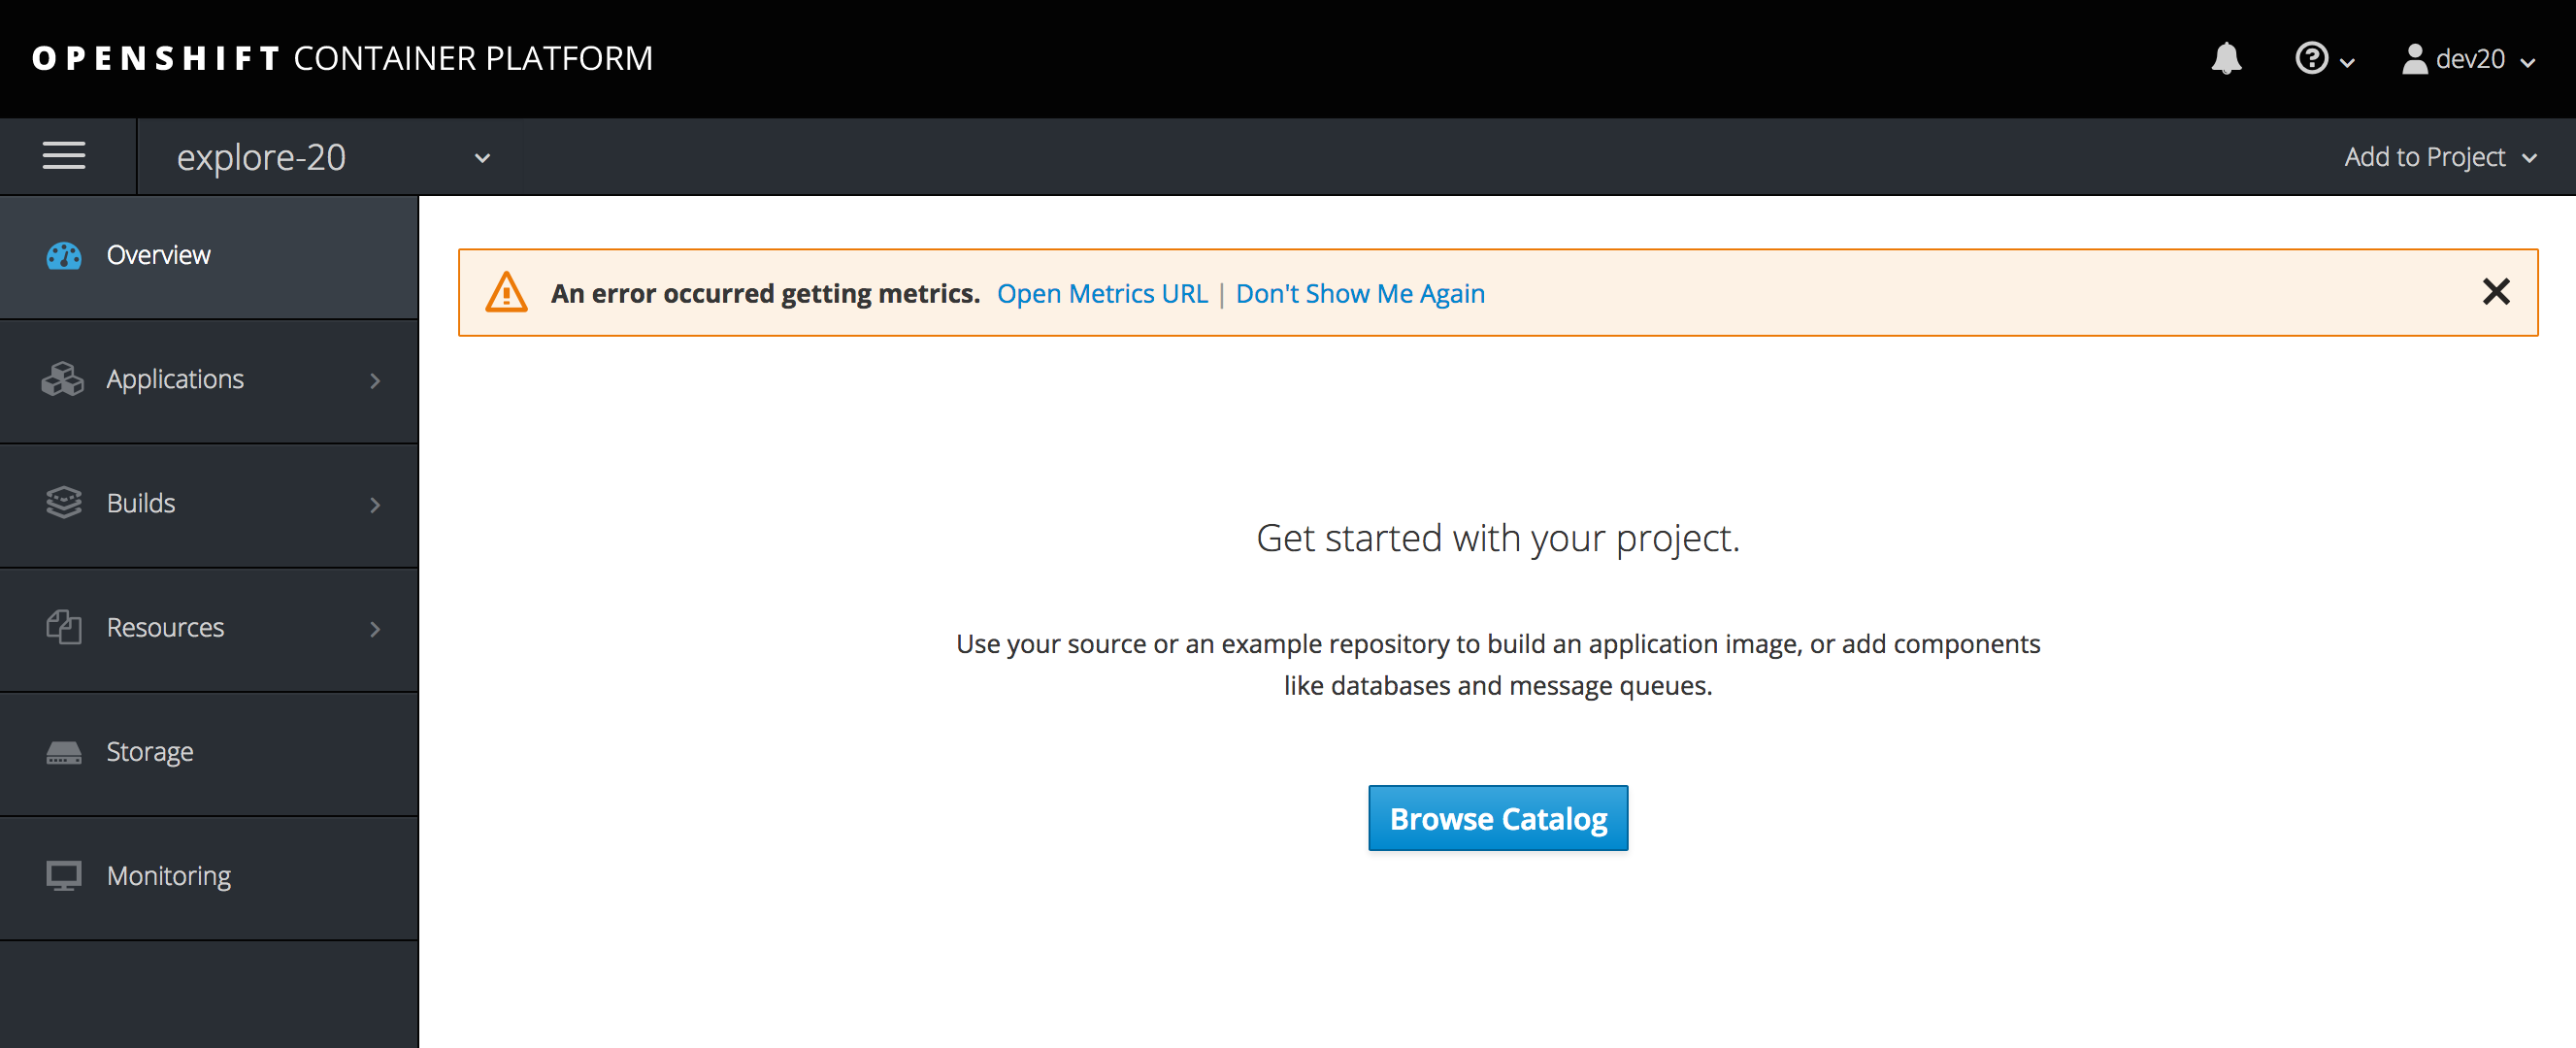 OPENSHIFT CONTAINER PLATFORM
dev20
explore-20
Add to Project
Overview
Applications
Builds
Resources
Storage
Monitoring
An error occurred getting metrics. Open Metrics URL | Don't Show Me Again
Get started with your project.
Use your source or an example repository to build an application image, or add components
like databases and message queues.
Browse Catalog